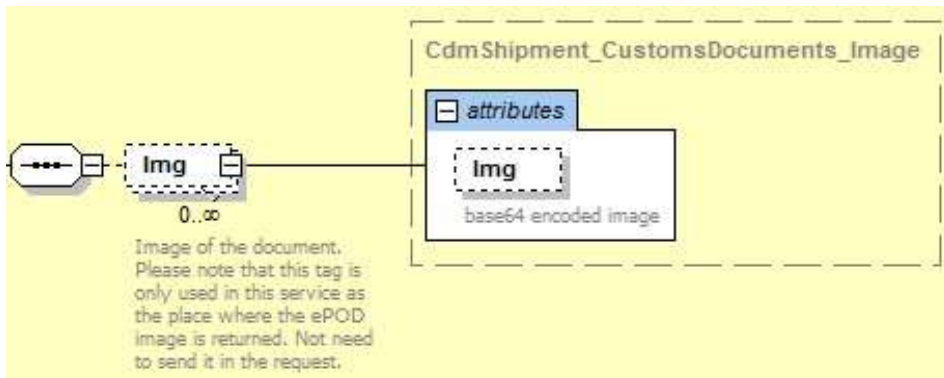 CdmShipment_CustomsDocuments_Image
attributes
Img
Img
base64 encoded image
0..∞
Image of the document.
Please note that this tag is
only used in this service as
the place where the ePOD
image is returned. Not need
to send it in the request.